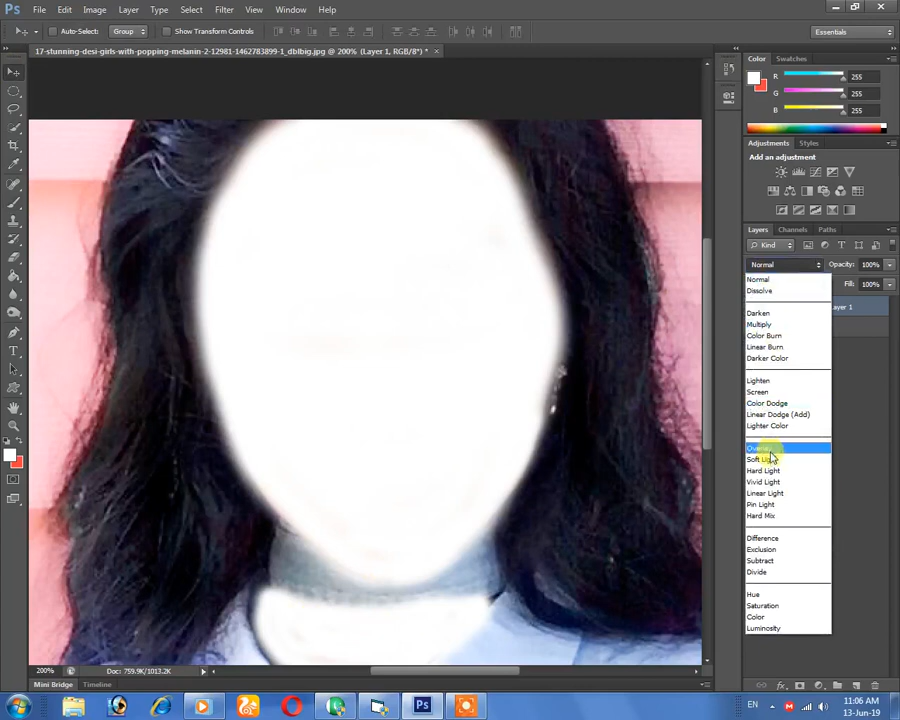 Ps File Edit Image Layer Type Select Filter View Window Help
Auto-Select: Group Show Transform Controls Essentials
17-stunning-desi-girls-with-popping-melanin-2-12981-1462783899-1_dblbig.jpg @ 200% (Layer 1, RGB/8*) * ×
Color Swatches
R 255
G 255
B 255
Adjustments Styles
Add an adjustment
Layers Channels Paths
Kind
Normal Opacity: 100%
Fill: 100%
ayer 1
Normal
Dissolve
Darken
Multiply
Color Burn
Linear Burn
Darker Color
Lighten
Screen
Color Dodge
Linear Dodge (Add)
Lighter Color
Soft Light
Hard Light
Vivid Light
Linear Light
Pin Light
Hard Mix
Difference
Exclusion
Subtract
Divide
Hue
Saturation
Color
Luminosity
200% Doc: 759.9K/1013.2K
Mini Bridge Timeline
Ps EN 11:06 AM
13-Jun-19